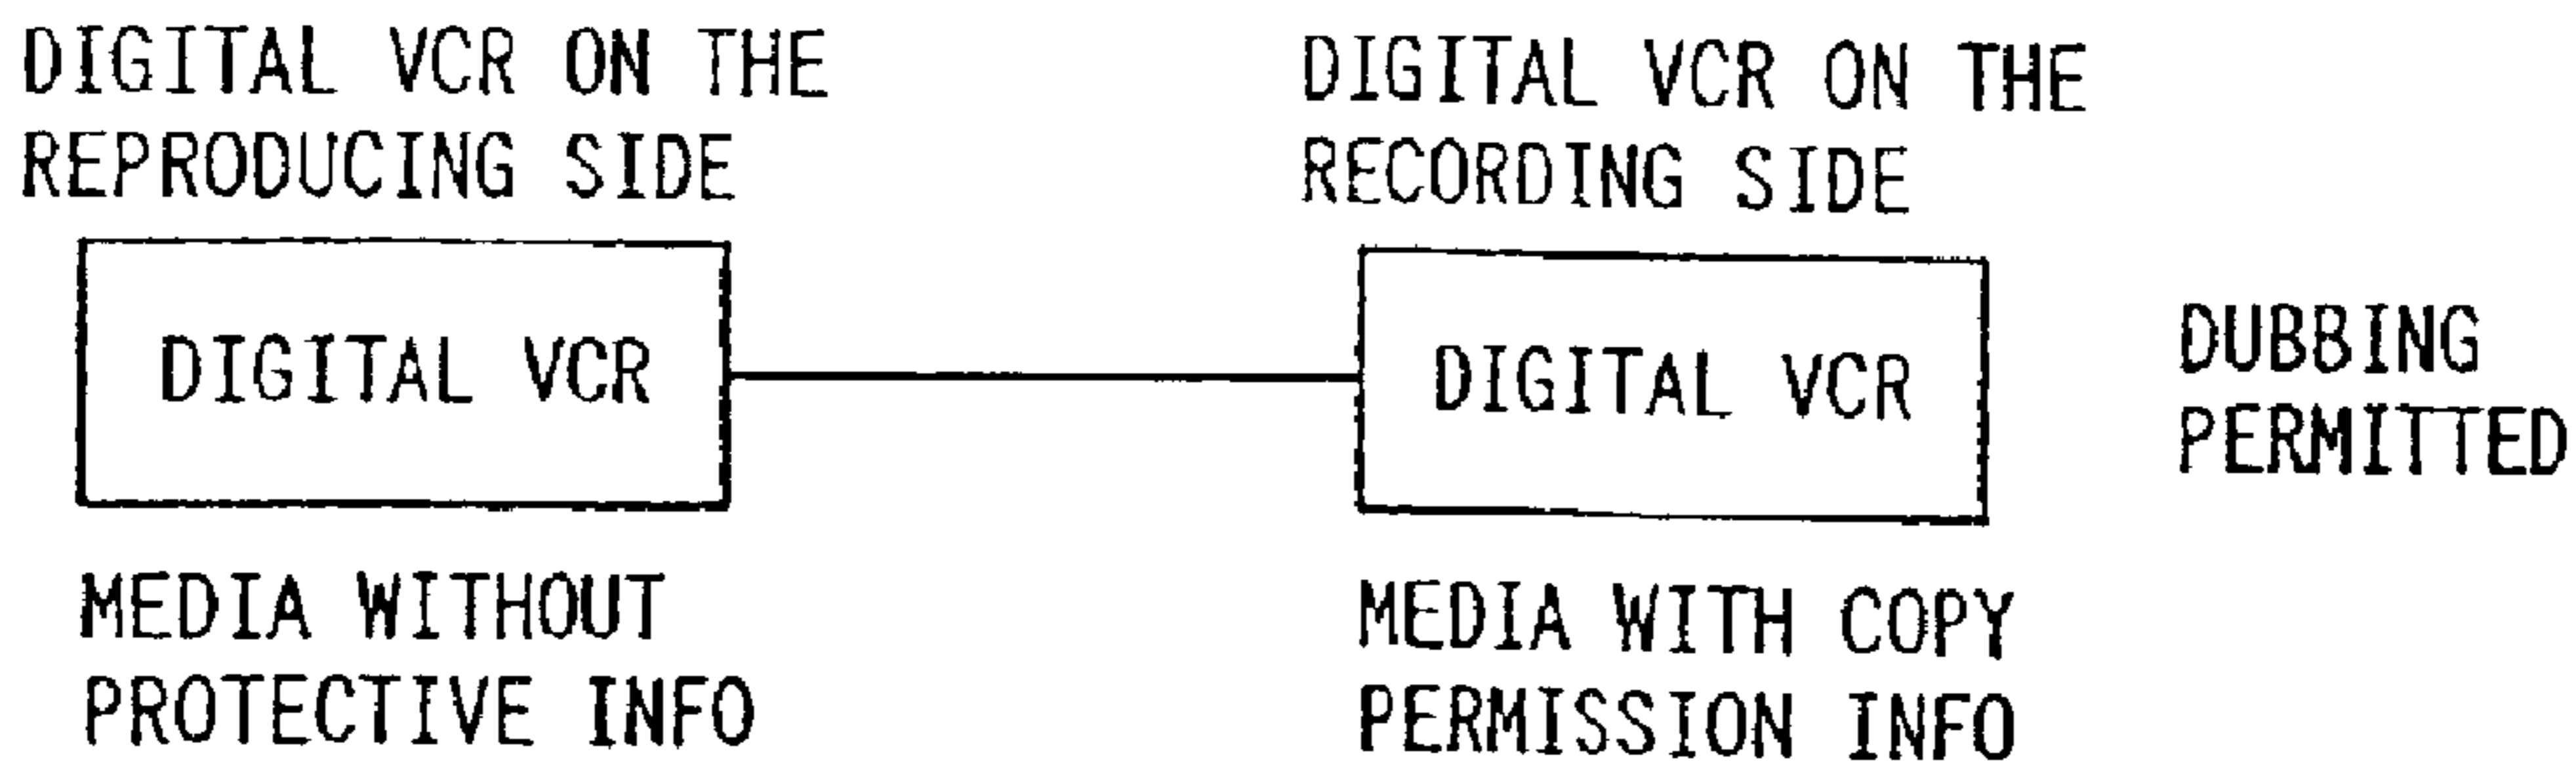 DIGITAL VCR ON THE
REPRODUCING SIDE
DIGITAL VCR ON THE
RECORDING SIDE
DIGITAL VCR
DIGITAL VCR
DUBBING
PERMITTED
MEDIA WITHOUT
PROTECTIVE INFO
MEDIA WITH COPY
PERMISSION INFO